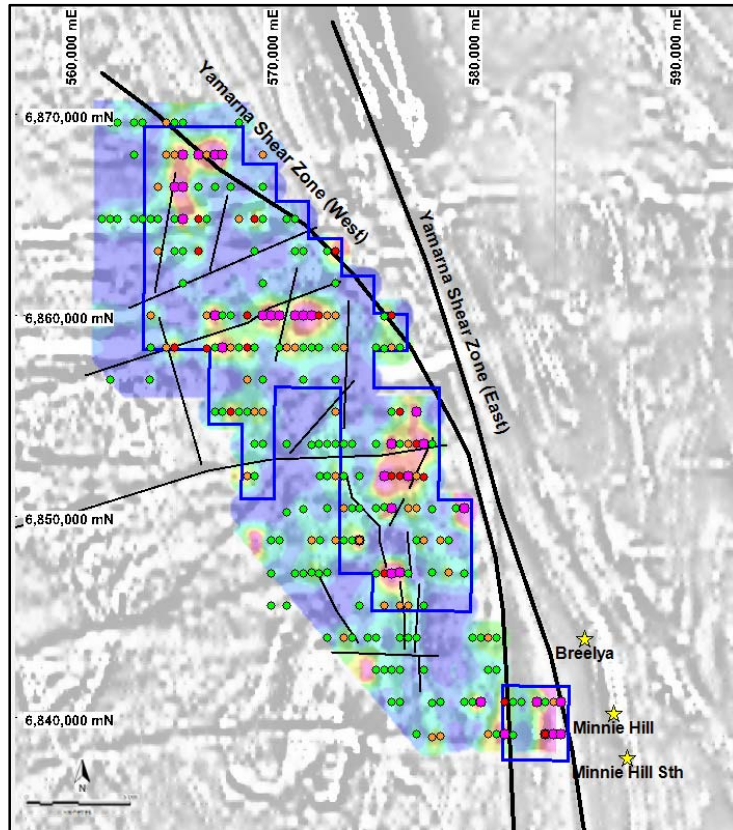 560,000 mE
570,000 mE
580,000 mE
590,000 mE
6,870,000 mN
Yamarna Shear Zone (West)
Yamarna Shear Zone (East)
6,860,000 mN
6,850,000 mN
Breelya
6,840,000 mN
Minnie Hill
Minnie Hill Sth
N